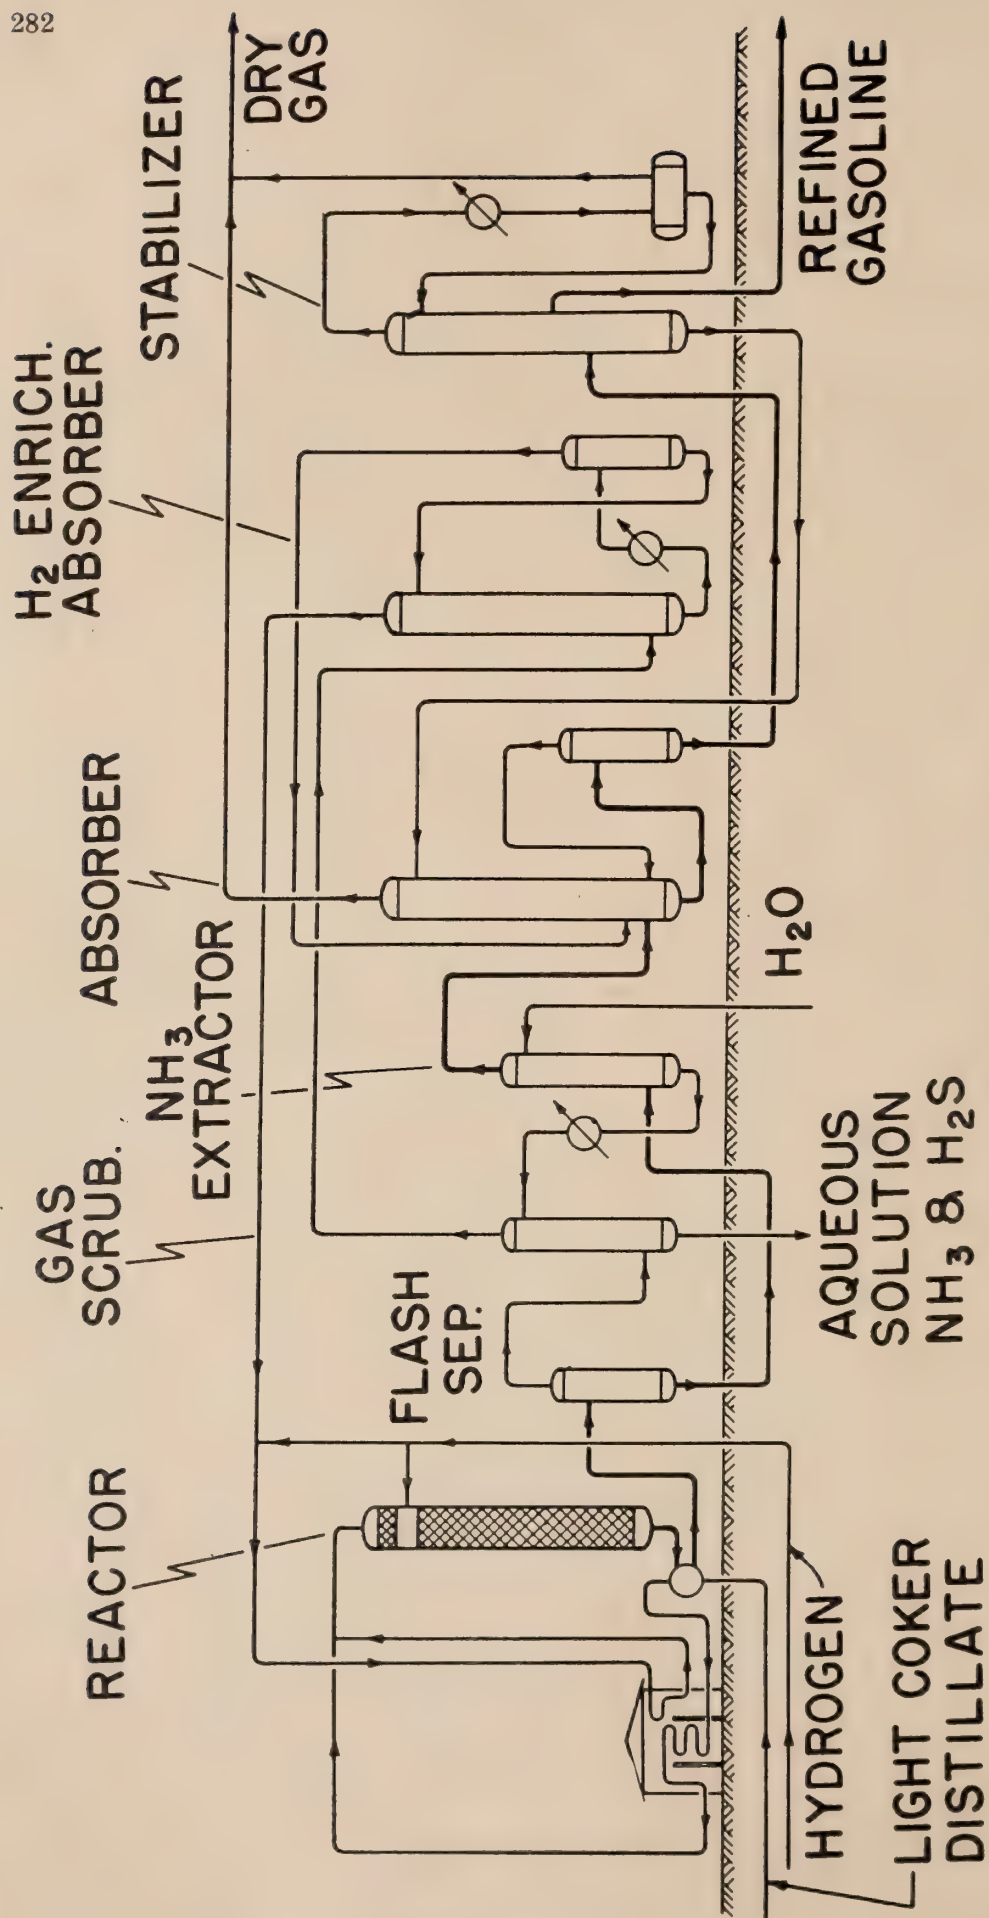 282
REACTOR
GAS
SCRUB.
NH3
EXTRACTOR
ABSORBER
H2 ENRICH.
ABSORBER
STABILIZER
DRY
GAS
FLASH
SEP.
HYDROGEN
LIGHT COKER
DISTILLATE
AQUEOUS
SOLUTION
NH3 & H2S
H2O
REFINED
GASOLINE